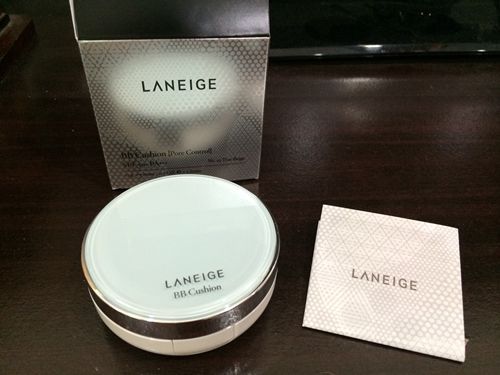 LANEIGE
BB Cushion [Pore Control]
LANEIGE
BB Cushion
LANEIGE